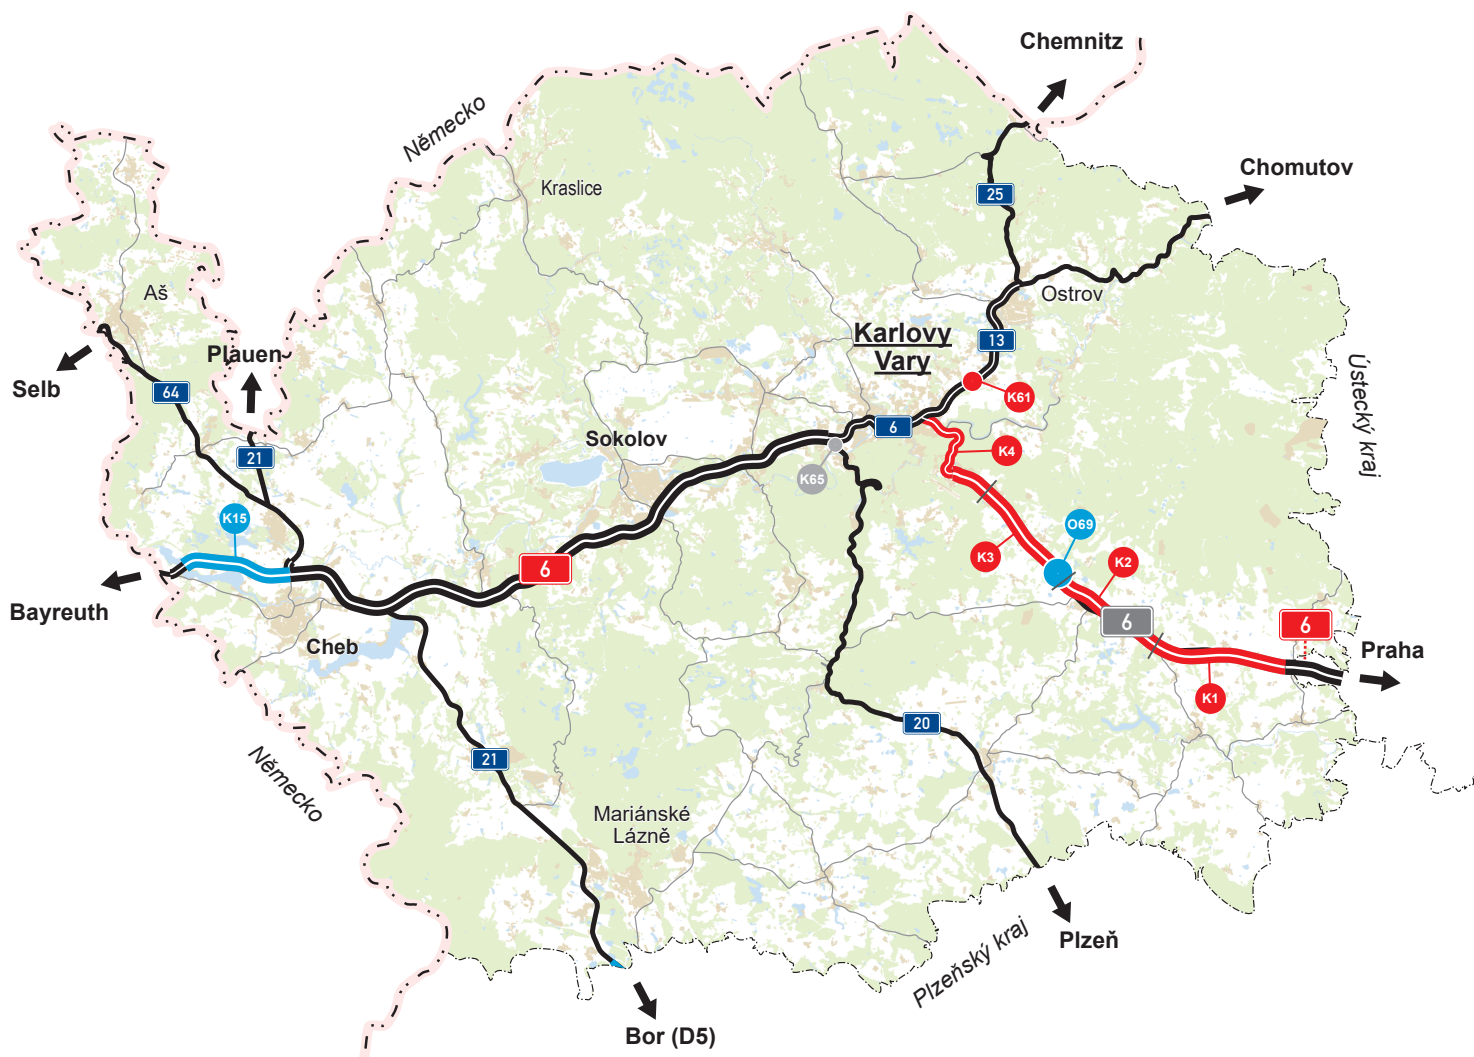 Chemnitz
Německo
Chomutov
Kraslice
25
Aš
Ostrov
Karlovy
Vary
13
Plauen
Selb
64
K61
Ústecký kraj
6
Sokolov
21
K4
K65
K15
O69
K3
K2
6
6
6
Bayreuth
Cheb
Praha
K1
20
21
Německo
Mariánské
Lázně
Plzeňský kraj
Plzeň
Bor (D5)